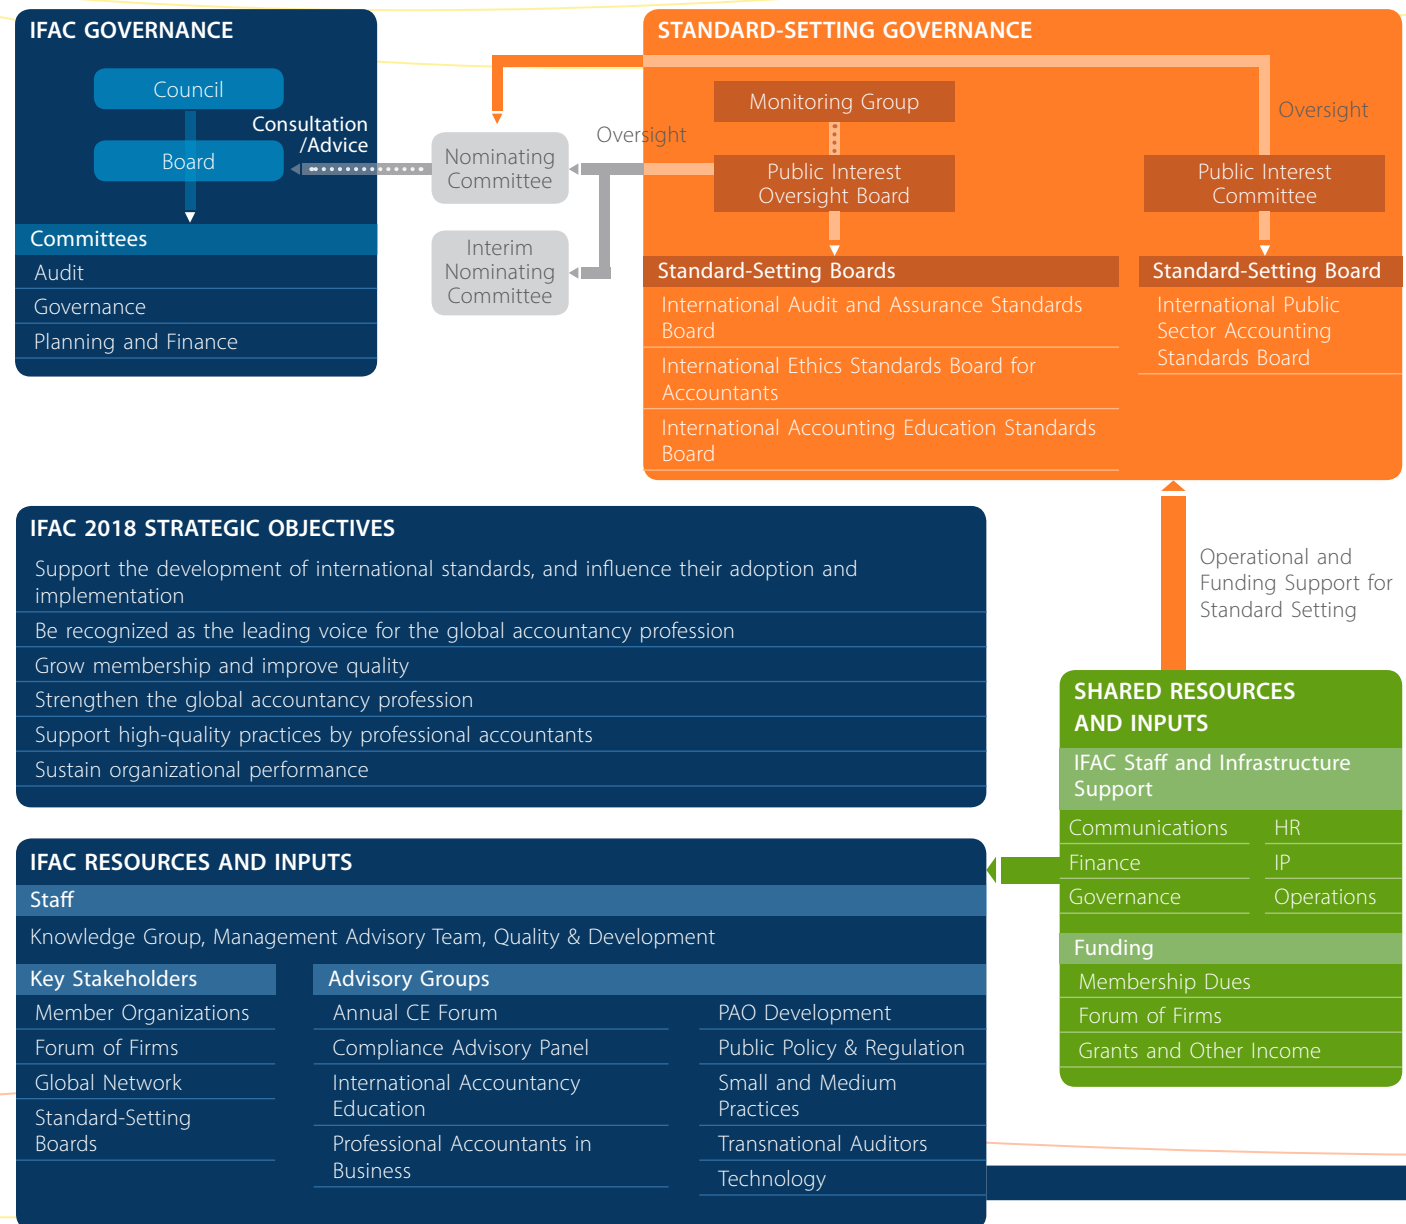 IFAC GOVERNANCE
Council
Board
Consultation
/Advice
Committees
Audit
Governance
Planning and Finance
Nominating
Committee
Interim
Nominating
Committee
Oversight
STANDARD-SETTING GOVERNANCE
Monitoring Group
Public Interest
Oversight Board
Oversight
Public Interest
Committee
Standard-Setting Boards
International Audit and Assurance Standards
Board
International Ethics Standards Board for
Accountants
International Accounting Education Standards
Board
Standard-Setting Board
International Public
Sector Accounting
Standards Board
IFAC 2018 STRATEGIC OBJECTIVES
Support the development of international standards, and influence their adoption and
implementation
Be recognized as the leading voice for the global accountancy profession
Grow membership and improve quality
Strengthen the global accountancy profession
Support high-quality practices by professional accountants
Sustain organizational performance
Operational and
Funding Support for
Standard Setting
SHARED RESOURCES
AND INPUTS
IFAC Staff and Infrastructure
Support
Communications
Finance
Governance
HR
IP
Operations
Funding
Membership Dues
Forum of Firms
Grants and Other Income
IFAC RESOURCES AND INPUTS
Staff
Knowledge Group, Management Advisory Team, Quality & Development
Key Stakeholders
Member Organizations
Forum of Firms
Global Network
Standard-Setting
Boards
Advisory Groups
Annual CE Forum
Compliance Advisory Panel
International Accountancy
Education
Professional Accountants in
Business
PAO Development
Public Policy & Regulation
Small and Medium
Practices
Transnational Auditors
Technology